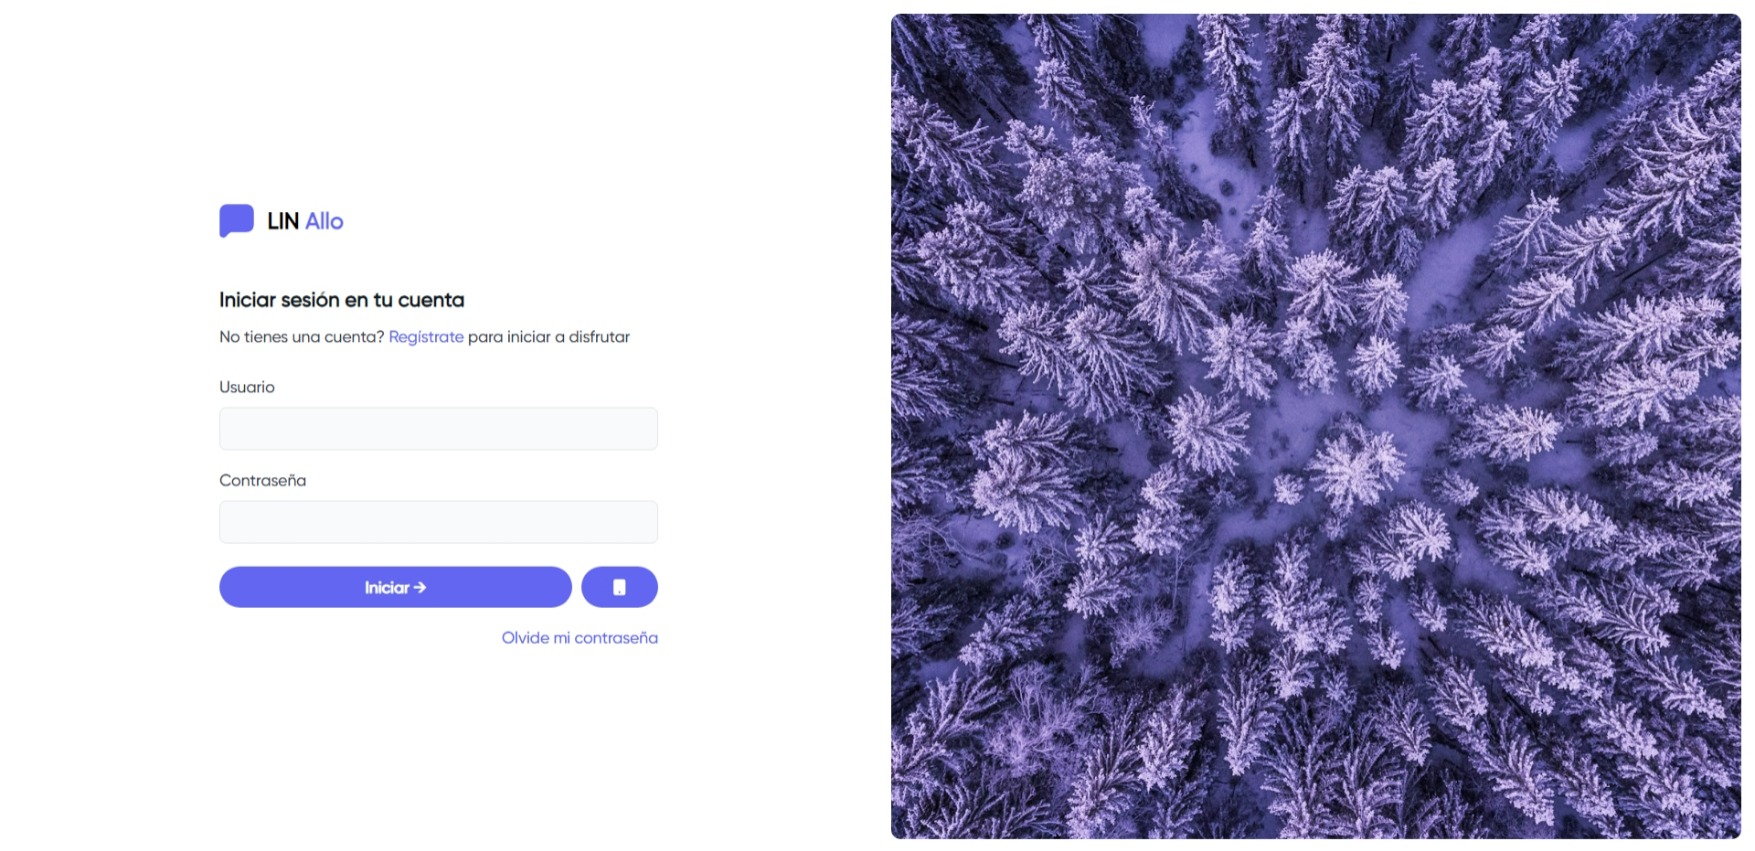 LIN Allo
Iniciar sesión en tu cuenta
No tienes una cuenta? Regístrate para iniciar a disfrutar
Usuario
Contraseña
Iniciar →
Olvide mi contraseña